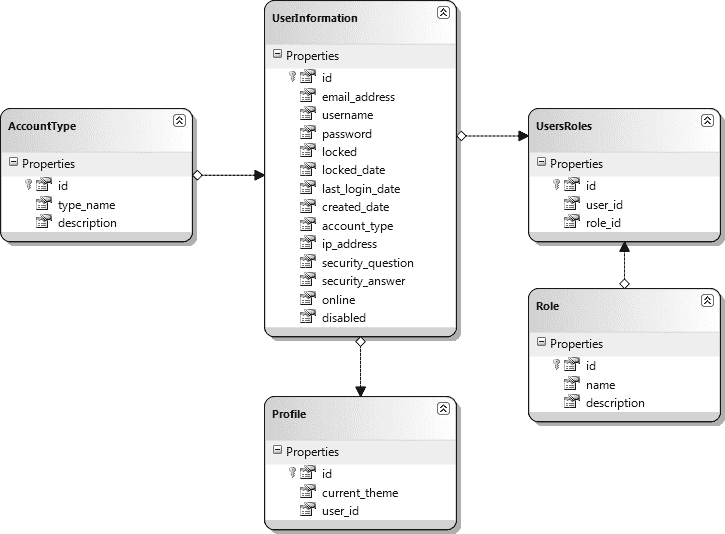 UserInformation
Properties
id
email_address
username
password
locked
locked_date
last_login_date
created_date
account_type
ip_address
security_question
security_answer
online
disabled
AccountType
Properties
id
type_name
description
UsersRoles
Properties
id
user_id
role_id
Role
Properties
id
name
description
Profile
Properties
id
current_theme
user_id